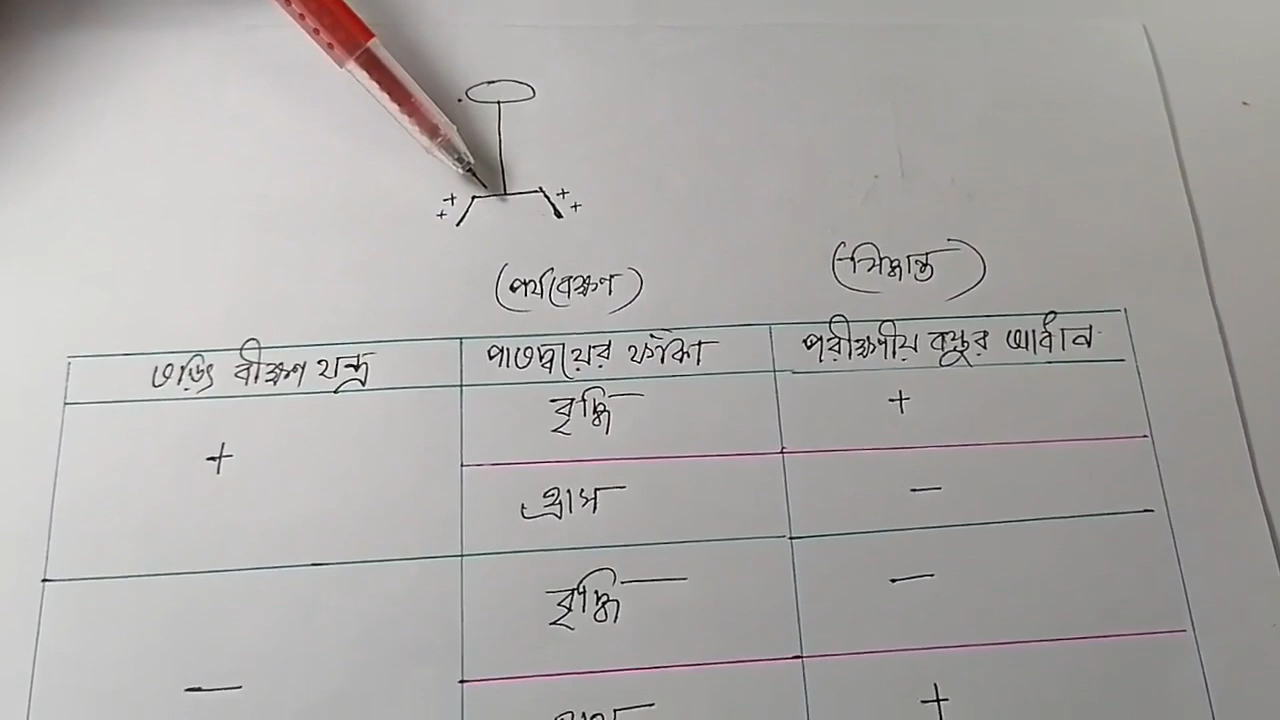 + +
+ +
(পর্যবেক্ষণ) (সিদ্ধান্ত)
তড়িৎ বীক্ষণ যন্ত্র পাতদ্বয়ের ফাঁকা পরীক্ষণীয় বস্তুর আধান
+ বৃদ্ধি +
হ্রাস −
− বৃদ্ধি −
হ্রাস +